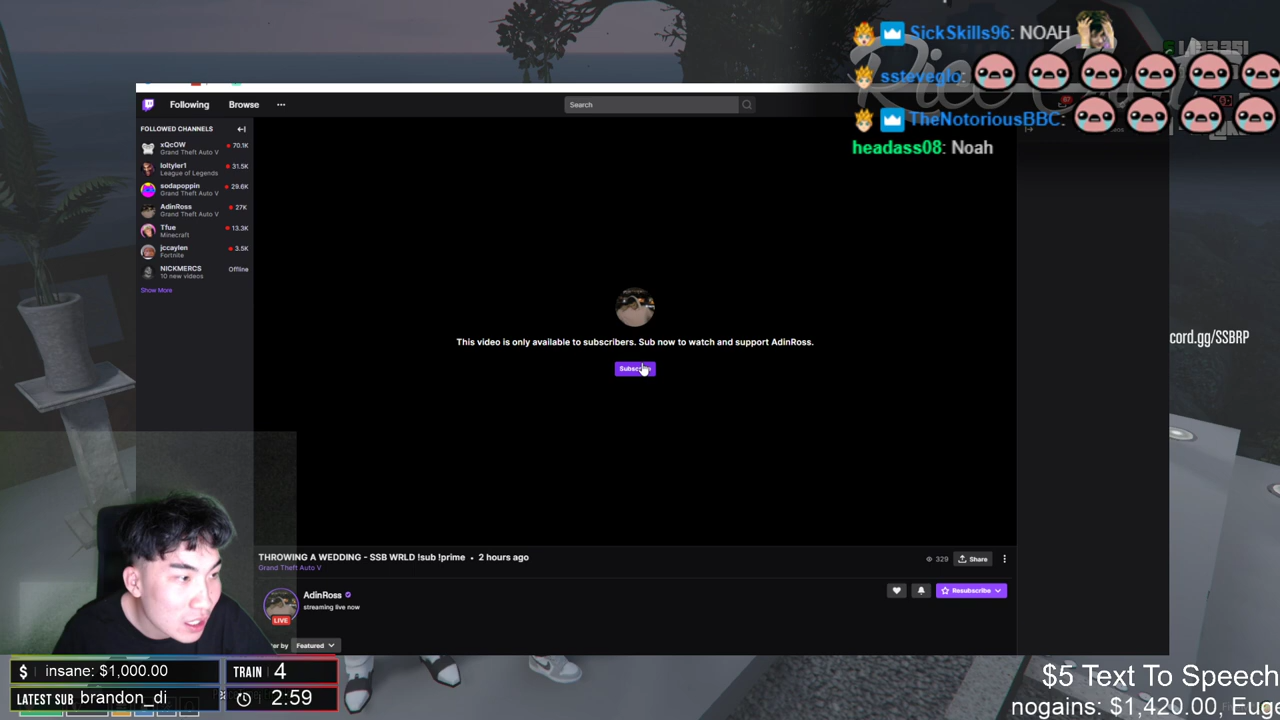 SickSkills96: NOAH
ssteveglo:
TheNotoriousBBC:
headass08: Noah
Following
Browse
Search
FOLLOWED CHANNELS
xQcOW
Grand Theft Auto V
70.1K
loltyler1
League of Legends
31.5K
sodapoppin
Grand Theft Auto V
29.6K
AdinRoss
Grand Theft Auto V
27K
Tfue
Minecraft
13.3K
jccaylen
Fortnite
3.5K
NICKMERCS
10 new videos
Offline
Show More
This video is only available to subscribers. Sub now to watch and support AdinRoss.
cord.gg/SSBRP
THROWING A WEDDING - SSB WRLD !sub !prime • 2 hours ago
Grand Theft Auto V
329
Share
AdinRoss
streaming live now
LIVE
Resubscribe
by Featured
$ insane: $1,000.00
TRAIN 4
LATEST SUB brandon_di
2:59
$5 Text To Speech
nogains: $1,420.00, Euge